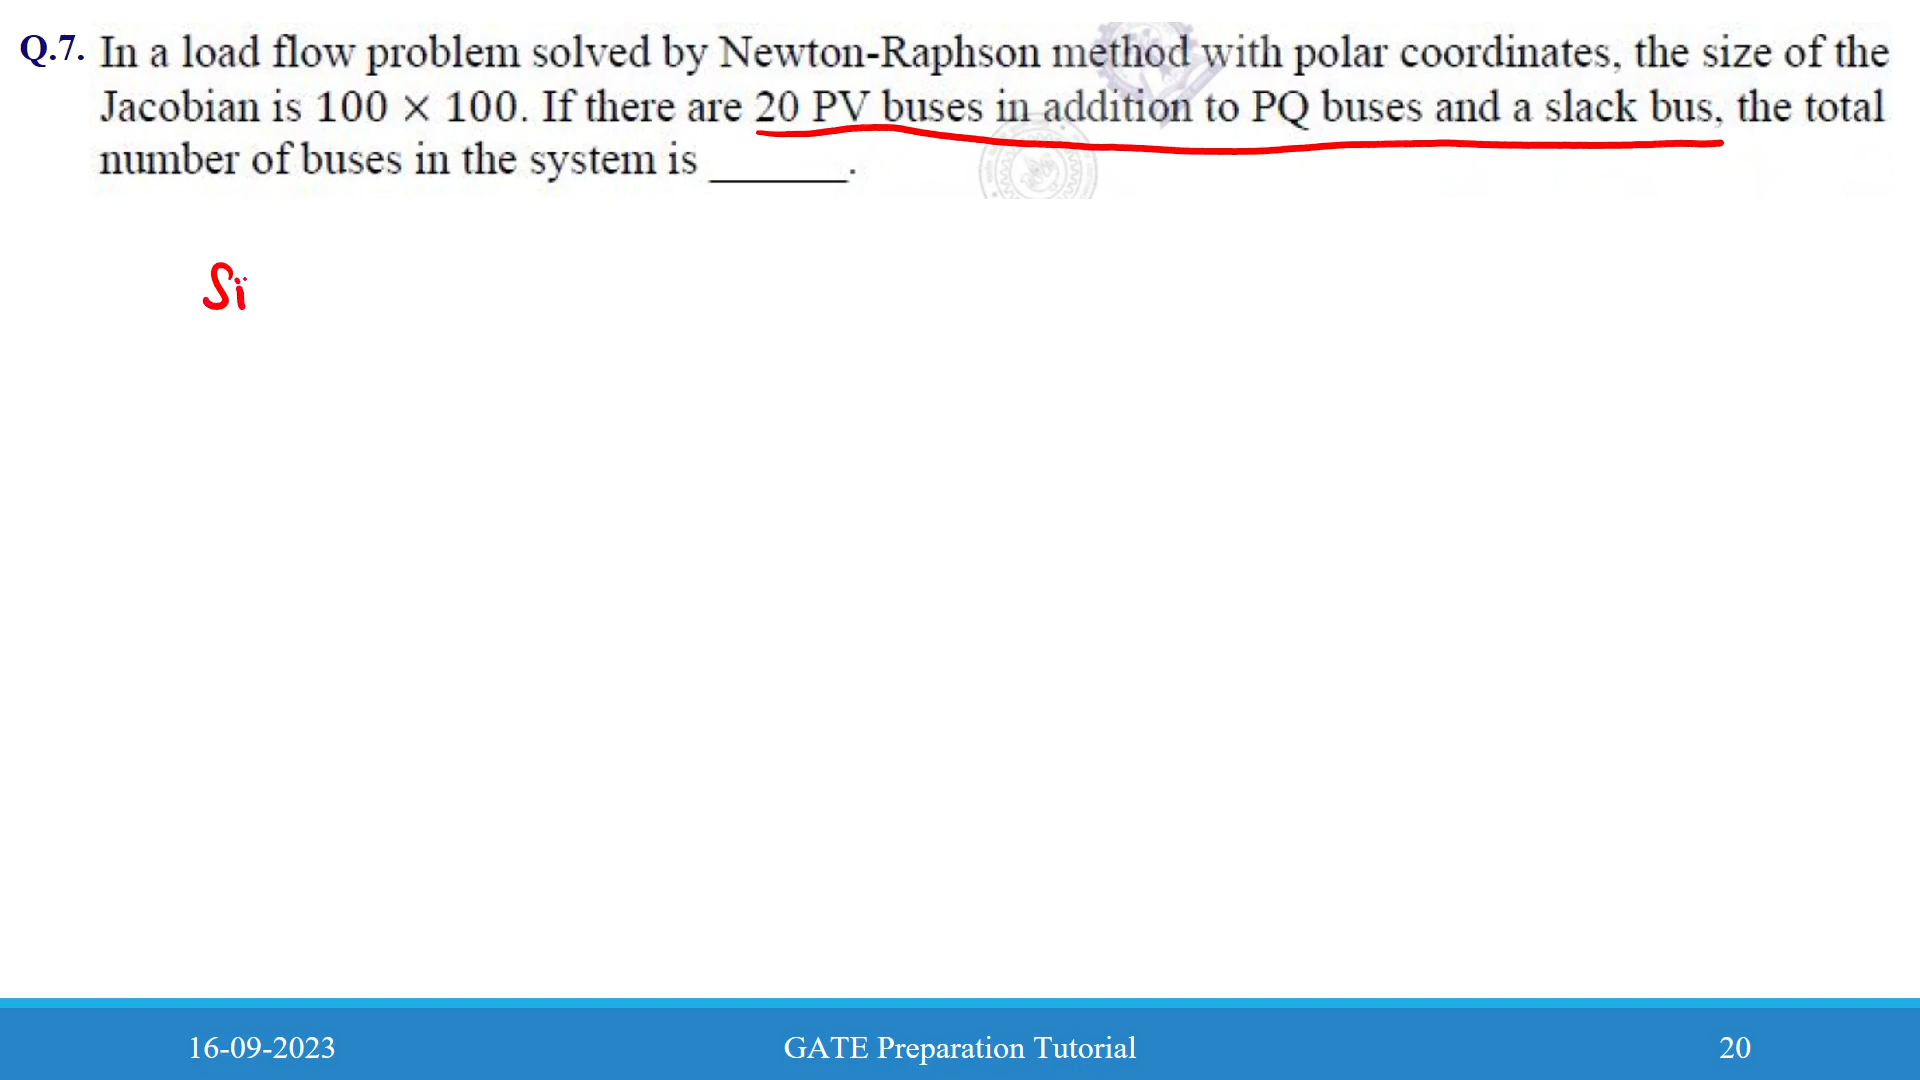 Q.7. In a load flow problem solved by Newton-Raphson method with polar coordinates, the size of the
Jacobian is 100 × 100. If there are 20 PV buses in addition to PQ buses and a slack bus, the total
number of buses in the system is ______.
Si
16-09-2023 GATE Preparation Tutorial 20